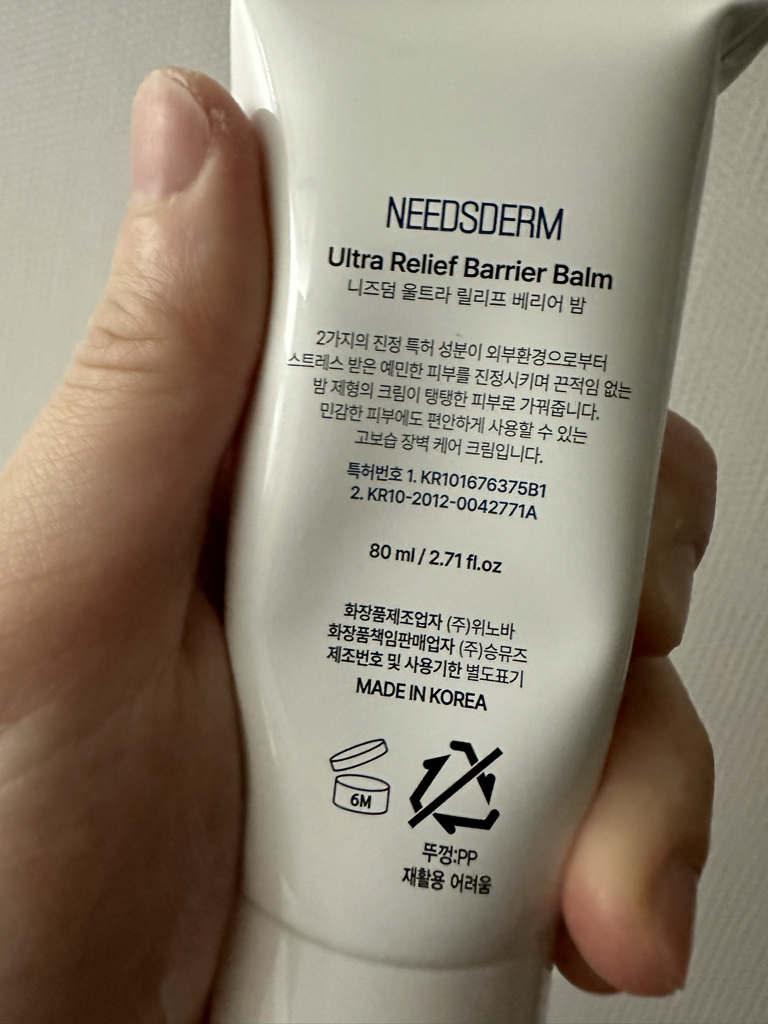 NEEDSDERM
Ultra Relief Barrier Balm
니즈덤 울트라 릴리프 베리어 밤
2가지의 진정 특허 성분이 외부환경으로부터
스트레스 받은 예민한 피부를 진정시키며 끈적임 없는
밤 제형의 크림이 탱탱한 피부로 가꿔줍니다.
민감한 피부에도 편안하게 사용할 수 있는
고보습 장벽 케어 크림입니다.
특허번호 1. KR101676375B1
2. KR10-2012-0042771A
80 ml / 2.71 fl.oz
화장품제조업자 (주)위노바
화장품책임판매업자 (주)승뮤즈
제조번호 및 사용기한 별도표기
MADE IN KOREA
6M
뚜껑:PP
재활용 어려움